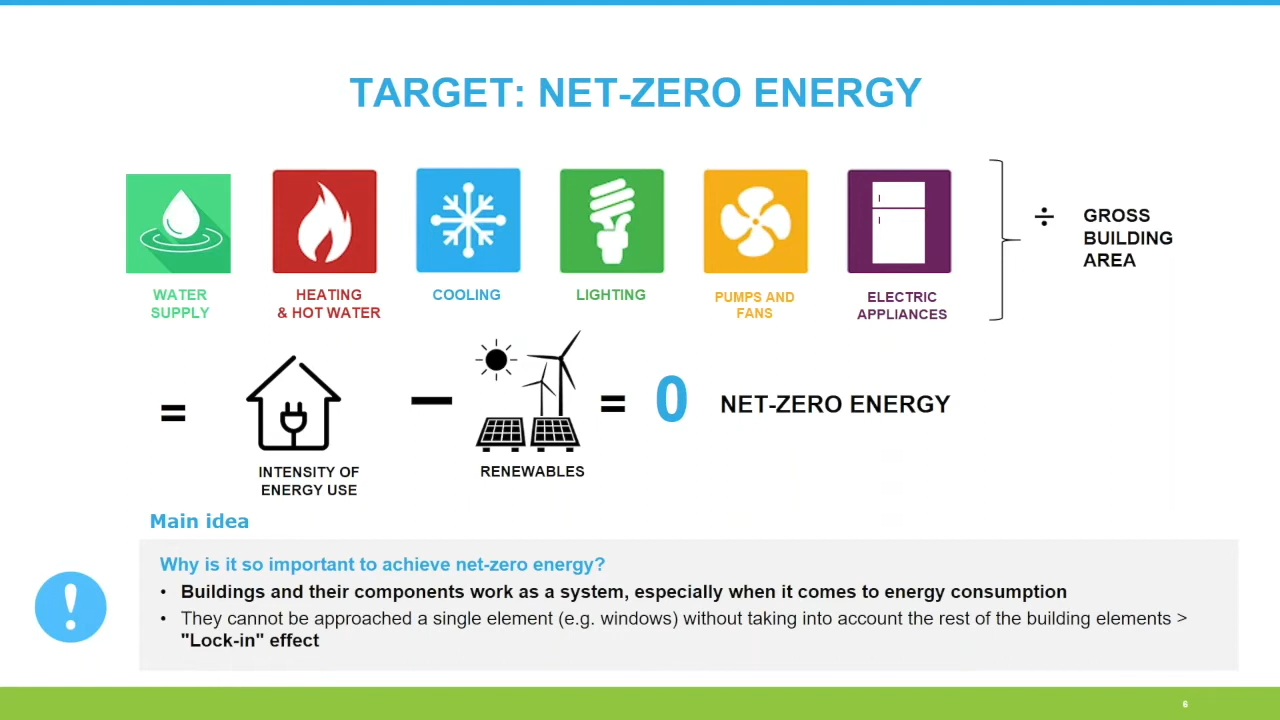 TARGET: NET-ZERO ENERGY
WATER
SUPPLY
HEATING
& HOT WATER
COOLING
LIGHTING
PUMPS AND
FANS
ELECTRIC
APPLIANCES
÷
GROSS
BUILDING
AREA
=
INTENSITY OF
ENERGY USE
–
RENEWABLES
=
0
NET-ZERO ENERGY
Main idea
!
Why is it so important to achieve net-zero energy?
• Buildings and their components work as a system, especially when it comes to energy consumption
• They cannot be approached a single element (e.g. windows) without taking into account the rest of the building elements >
"Lock-in" effect
6